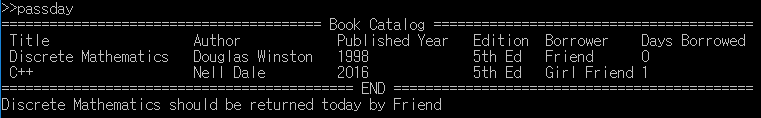 >>passday
==================================== Book Catalog ====================================
Title Author Published Year Edition Borrower Days Borrowed
Discrete Mathematics Douglas Winston 1998 5th Ed Friend 0
C++ Nell Dale 2016 5th Ed Girl Friend 1
======================================== END ========================================
Discrete Mathematics should be returned today by Friend